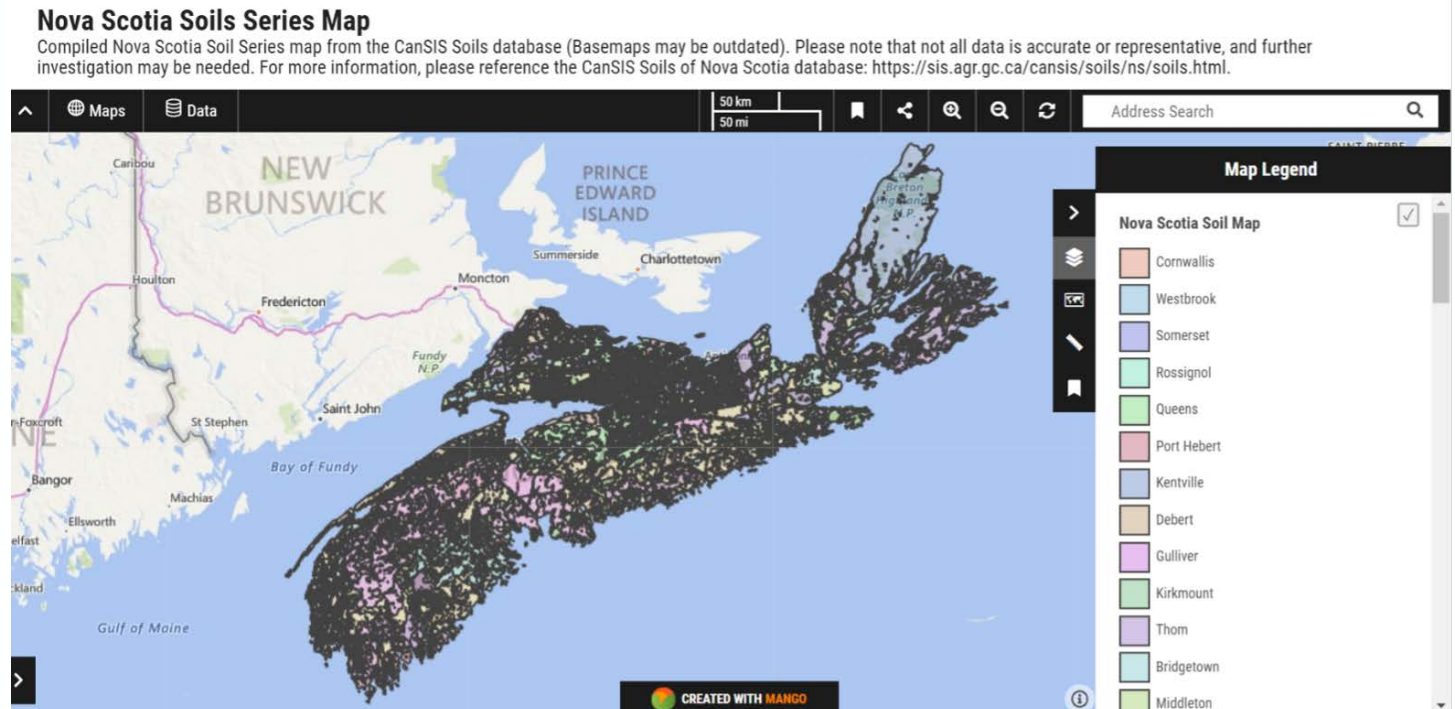 Nova Scotia Soils Series Map
Compiled Nova Scotia Soil Series map from the CanSIS Soils database (Basemaps may be outdated). Please note that not all data is accurate or representative, and further
investigation may be needed. For more information, please reference the CanSIS Soils of Nova Scotia database: https://sis.agr.gc.ca/cansis/soils/ns/soils.html.
Maps
Data
50 km
50 mi
Address Search
Caribou
NEW
BRUNSWICK
PRINCE
EDWARD
ISLAND
Summerside
Charlottetown
Houlton
Moncton
Fredericton
Fundy
N.P.
Saint John
St Stephen
Bay of Fundy
Bangor
Machias
Ellsworth
Gulf of Maine
Breton
N.P.
SAINT PIERRE
Map Legend
Nova Scotia Soil Map
Cornwallis
Westbrook
Somerset
Rossignol
Queens
Port Hebert
Kentville
Debert
Gulliver
Kirkmount
Thom
Bridgetown
Middleton
CREATED WITH MANGO